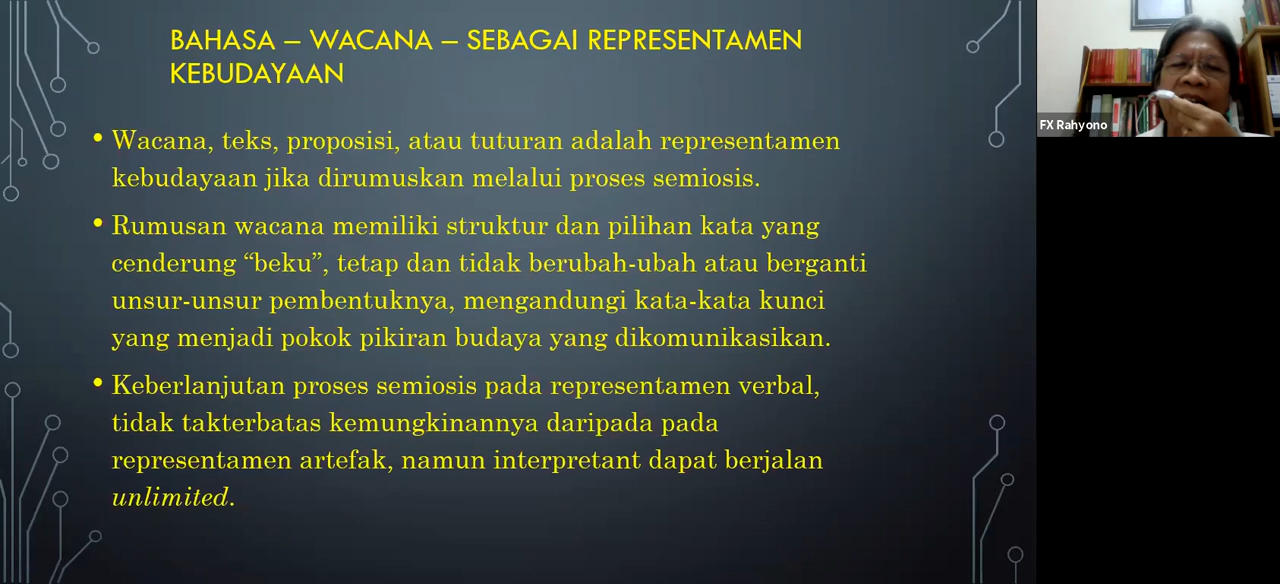 BAHASA – WACANA – SEBAGAI REPRESENTAMEN
KEBUDAYAAN
• Wacana, teks, proposisi, atau tuturan adalah representamen
kebudayaan jika dirumuskan melalui proses semiosis.
• Rumusan wacana memiliki struktur dan pilihan kata yang
cenderung “beku”, tetap dan tidak berubah-ubah atau berganti
unsur-unsur pembentuknya, mengandungi kata-kata kunci
yang menjadi pokok pikiran budaya yang dikomunikasikan.
• Keberlanjutan proses semiosis pada representamen verbal,
tidak takterbatas kemungkinannya daripada pada
representamen artefak, namun interpretant dapat berjalan
unlimited.
FX Rahyono